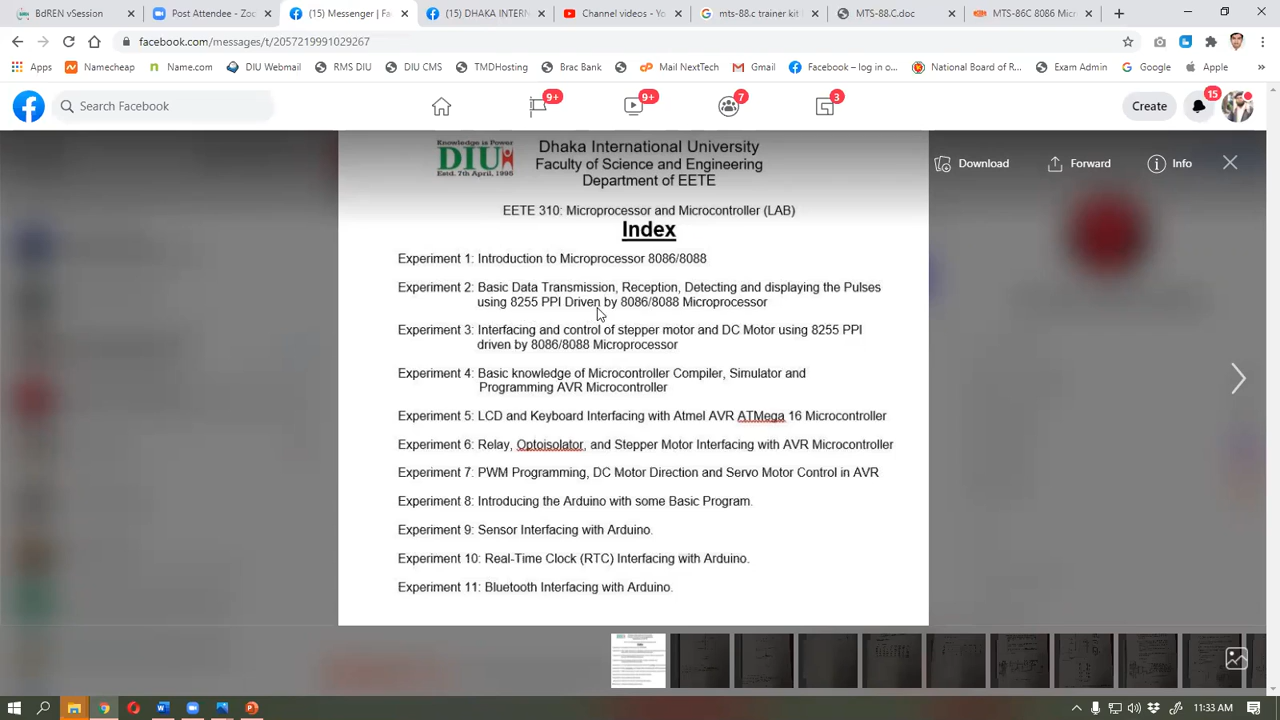 BdREN vSession
Post Attendee - Zoo
(15) Messenger | Fa
(15) DHAKA INTERN
Channel videos - Yo
mts-88.c trainer kit -
MTS-88.C.doc
MTS-86C 8086 Micr
facebook.com/messages/t/2057219991029267
Apps
Namecheap
Name.com
DIU Webmail
RMS DIU
DIU CMS
TMDHosting
Brac Bank
Mail NextTech
Gmail
Facebook – log in o...
National Board of R...
Exam Admin
Google
Apple
»
Search Facebook
9+
9+
7
3
Create
15
Download
Forward
Info
Knowledge is Power
DIU
Estd. 7th April, 1995
Dhaka International University
Faculty of Science and Engineering
Department of EETE
EETE 310: Microprocessor and Microcontroller (LAB)
Index
Experiment 1: Introduction to Microprocessor 8086/8088
Experiment 2: Basic Data Transmission, Reception, Detecting and displaying the Pulses
using 8255 PPI Driven by 8086/8088 Microprocessor
Experiment 3: Interfacing and control of stepper motor and DC Motor using 8255 PPI
driven by 8086/8088 Microprocessor
Experiment 4: Basic knowledge of Microcontroller Compiler, Simulator and
Programming AVR Microcontroller
Experiment 5: LCD and Keyboard Interfacing with Atmel AVR ATMega 16 Microcontroller
Experiment 6: Relay, Optoisolator, and Stepper Motor Interfacing with AVR Microcontroller
Experiment 7: PWM Programming, DC Motor Direction and Servo Motor Control in AVR
Experiment 8: Introducing the Arduino with some Basic Program.
Experiment 9: Sensor Interfacing with Arduino.
Experiment 10: Real-Time Clock (RTC) Interfacing with Arduino.
Experiment 11: Bluetooth Interfacing with Arduino.
11:33 AM